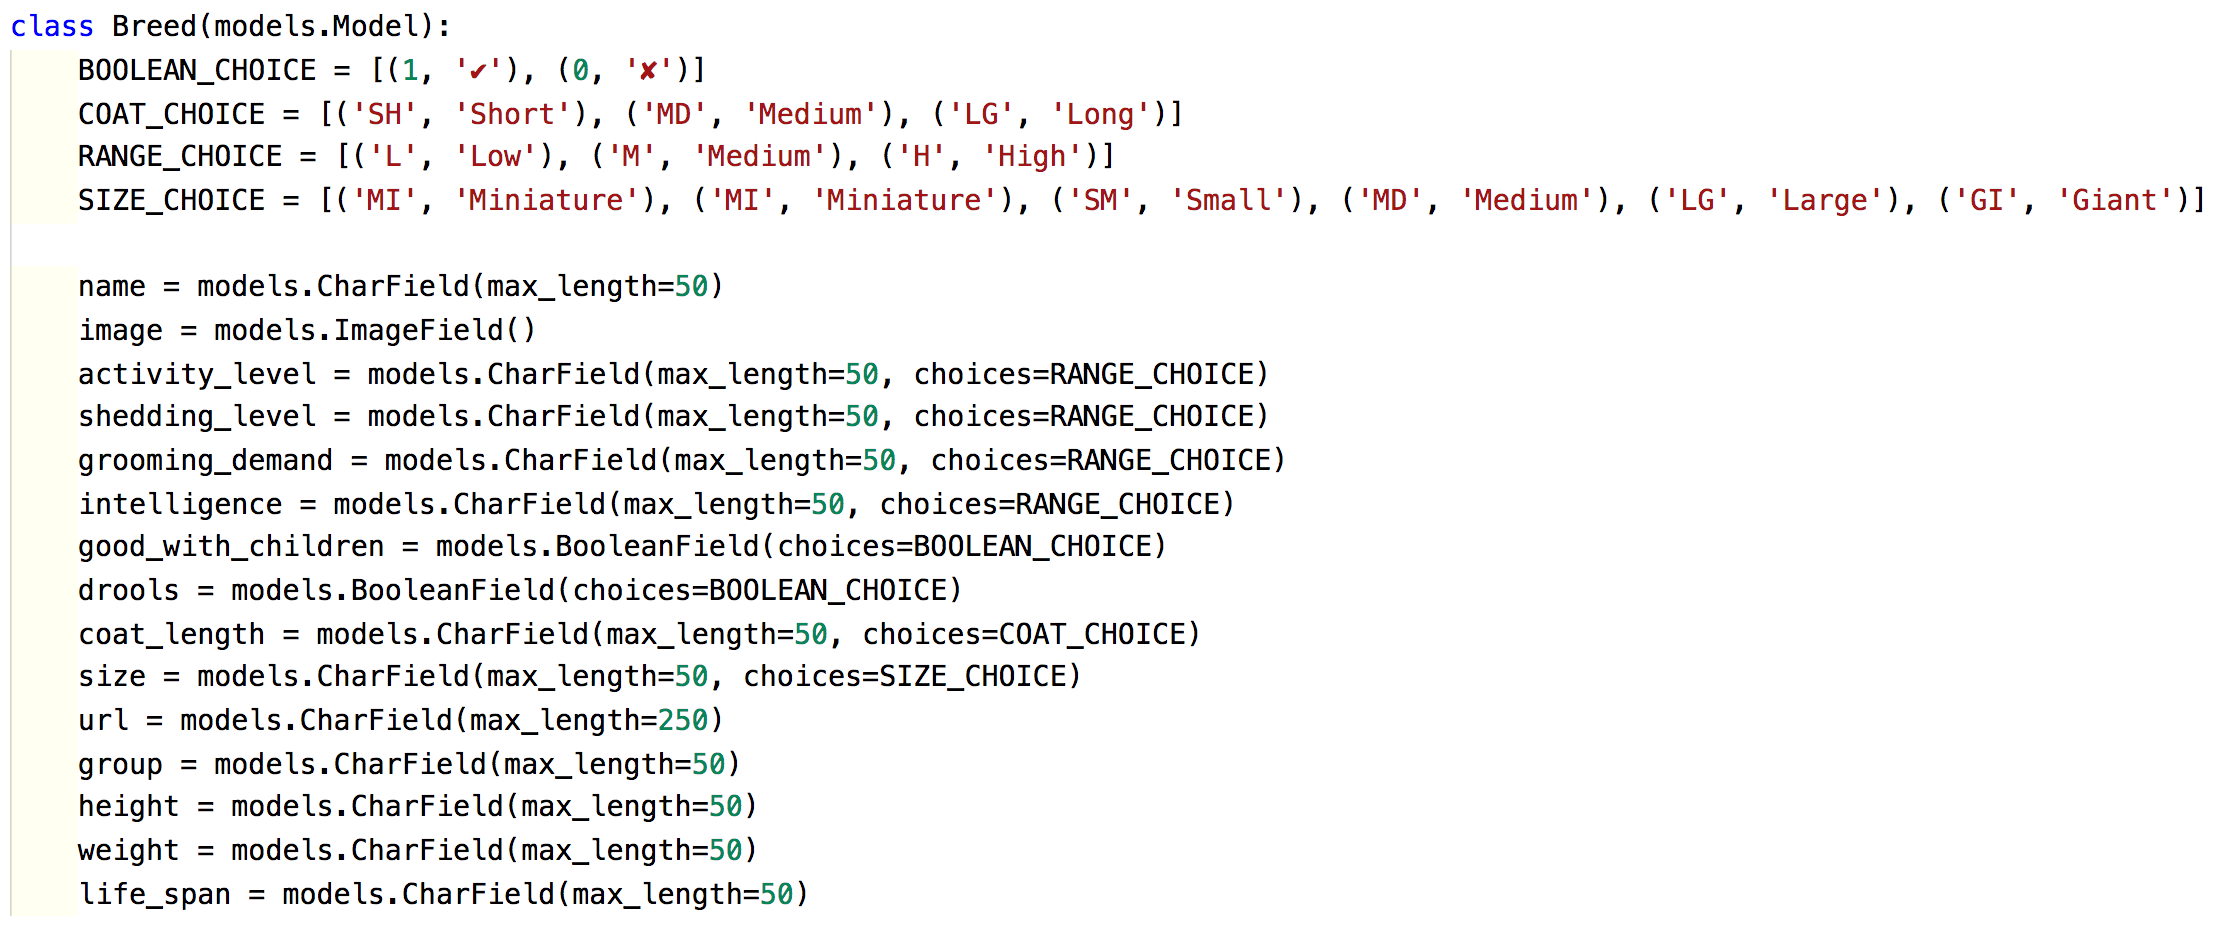 class Breed(models.Model):
    BOOLEAN_CHOICE = [(1, '✔'), (0, '✘')]
    COAT_CHOICE = [('SH', 'Short'), ('MD', 'Medium'), ('LG', 'Long')]
    RANGE_CHOICE = [('L', 'Low'), ('M', 'Medium'), ('H', 'High')]
    SIZE_CHOICE = [('MI', 'Miniature'), ('MI', 'Miniature'), ('SM', 'Small'), ('MD', 'Medium'), ('LG', 'Large'), ('GI', 'Giant')]

    name = models.CharField(max_length=50)
    image = models.ImageField()
    activity_level = models.CharField(max_length=50, choices=RANGE_CHOICE)
    shedding_level = models.CharField(max_length=50, choices=RANGE_CHOICE)
    grooming_demand = models.CharField(max_length=50, choices=RANGE_CHOICE)
    intelligence = models.CharField(max_length=50, choices=RANGE_CHOICE)
    good_with_children = models.BooleanField(choices=BOOLEAN_CHOICE)
    drools = models.BooleanField(choices=BOOLEAN_CHOICE)
    coat_length = models.CharField(max_length=50, choices=COAT_CHOICE)
    size = models.CharField(max_length=50, choices=SIZE_CHOICE)
    url = models.CharField(max_length=250)
    group = models.CharField(max_length=50)
    height = models.CharField(max_length=50)
    weight = models.CharField(max_length=50)
    life_span = models.CharField(max_length=50)